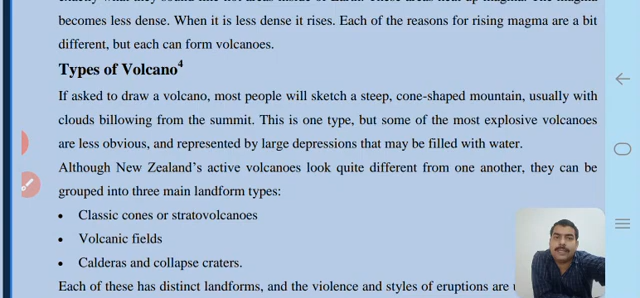 becomes less dense. When it is less dense it rises. Each of the reasons for rising magma are a bit
different, but each can form volcanoes.
Types of Volcano4
If asked to draw a volcano, most people will sketch a steep, cone-shaped mountain, usually with
clouds billowing from the summit. This is one type, but some of the most explosive volcanoes
are less obvious, and represented by large depressions that may be filled with water.
Although New Zealand's active volcanoes look quite different from one another, they can be
grouped into three main landform types:
• Classic cones or stratovolcanoes
• Volcanic fields
• Calderas and collapse craters.
Each of these has distinct landforms, and the violence and styles of eruptions are